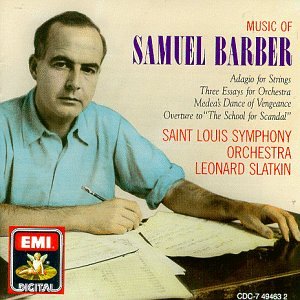 MUSIC OF
SAMUEL BARBER
Adagio for Strings
Three Essays for Orchestra
Medea's Dance of Vengeance
Overture to "The School for Scandal"
SAINT LOUIS SYMPHONY
ORCHESTRA
LEONARD SLATKIN
EMI
DIGITAL
CDC-7 49463 2